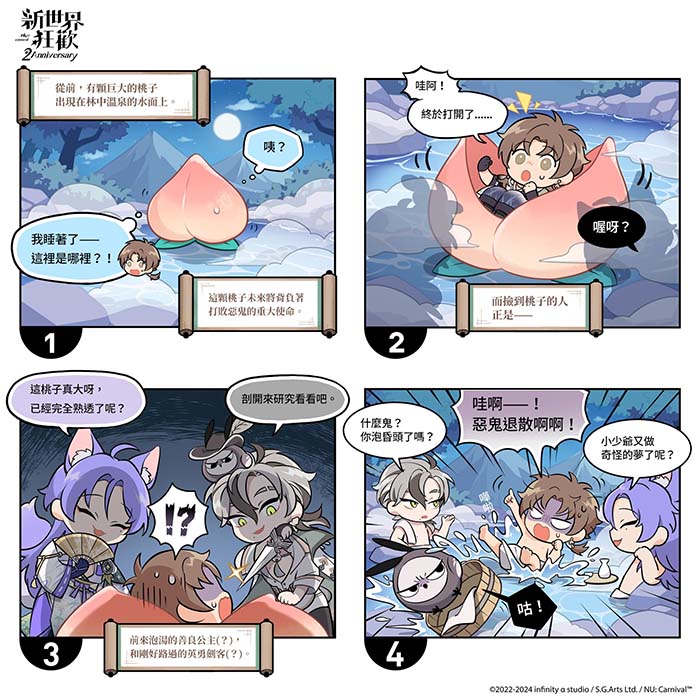 新世界
狂歡
2 Anniversary
從前，有顆巨大的桃子
出現在林中溫泉的水面上。
咦？
我睡著了──
這裡是哪裡？！
這顆桃子未來將背負著
打敗惡鬼的重大使命。
1
哇阿！
終於打開了......
喔呀？
而撿到桃子的人
正是──
2
這桃子真大呀，
已經完全熟透了呢？
剖開來研究看看吧。
!?
前來泡湯的善良公主(?)，
和剛好路過的英勇劍客(?)。
3
哇啊──！
惡鬼退散啊啊！
什麼鬼？
你泡昏頭了嗎？
小少爺又做
奇怪的夢了呢？
咕！
4
©2022-2024 infinity α studio / S.G.Arts Ltd. / NU: Carnival™